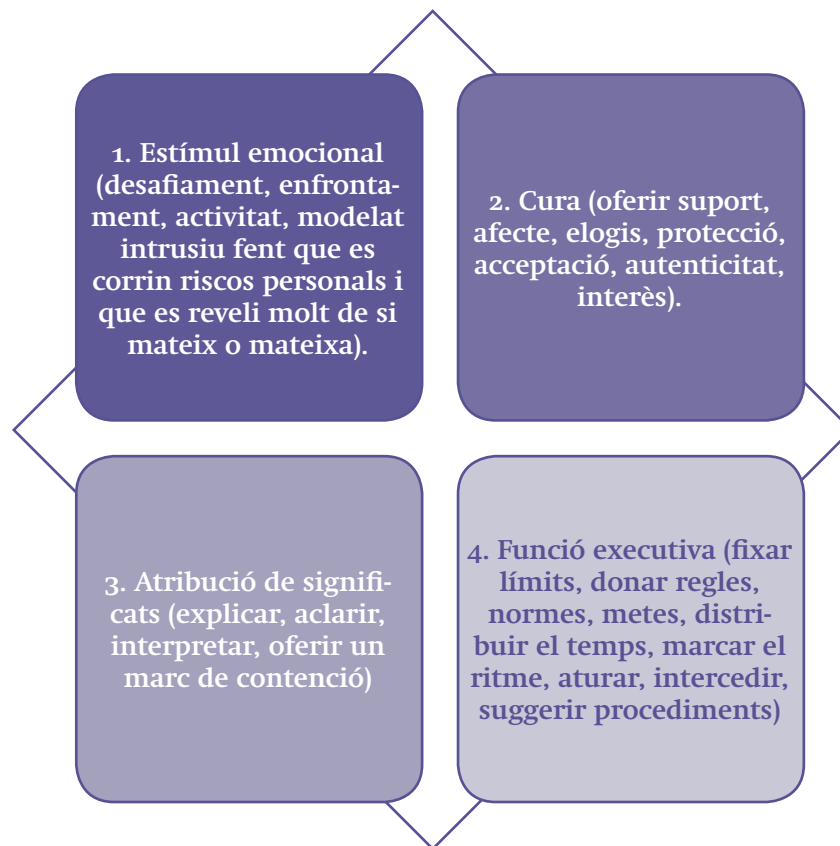 1. Estímul emocional
(desafiament, enfronta-
ment, activitat, modelat
intrusiu fent que es
corrin riscos personals i
que es reveli molt de si
mateix o mateixa).
2. Cura (oferir suport,
afecte, elogis, protecció,
acceptació, autenticitat,
interès).
3. Atribució de signifi-
cats (explicar, aclarir,
interpretar, oferir un
marc de contenció)
4. Funció executiva (fixar
límits, donar regles,
normes, metes, distri-
buir el temps, marcar el
ritme, aturar, intercedir,
suggerir procediments)